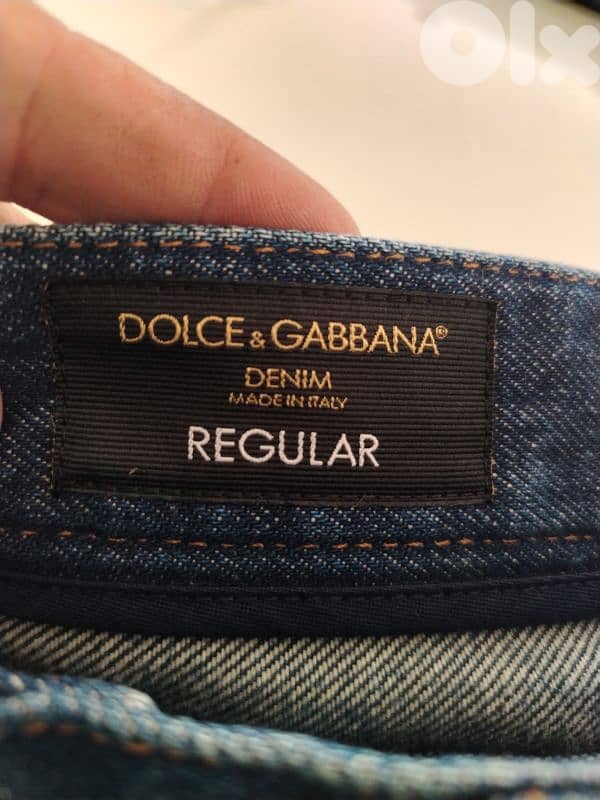 olx
DOLCE & GABBANA®
DENIM
MADE IN ITALY
REGULAR